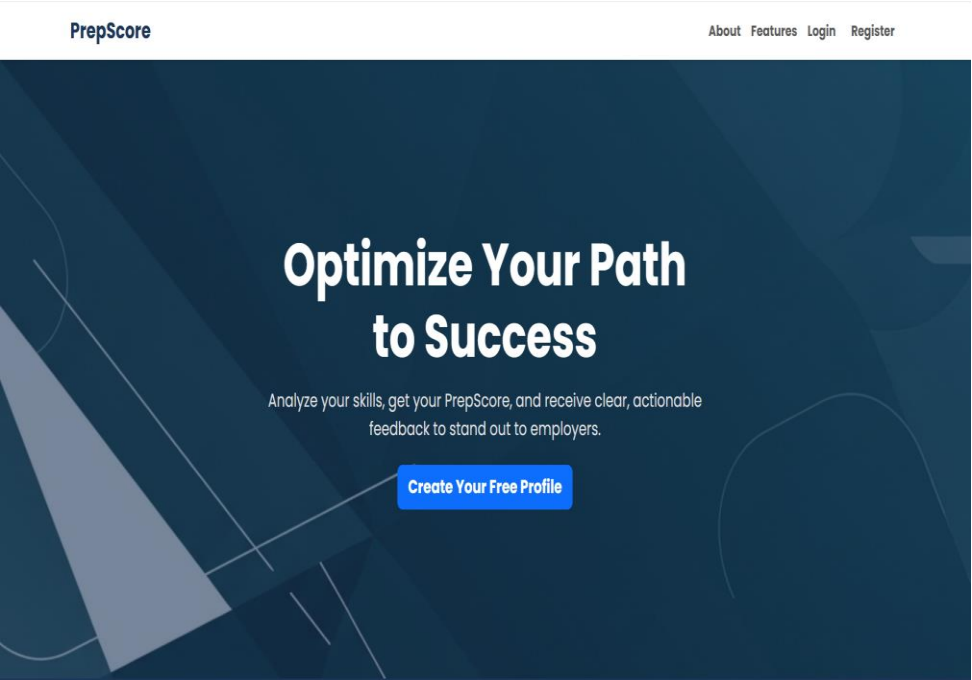 PrepScore
About Features Login Register
Optimize Your Path
to Success
Analyze your skills, get your PrepScore, and receive clear, actionable
feedback to stand out to employers.
Create Your Free Profile